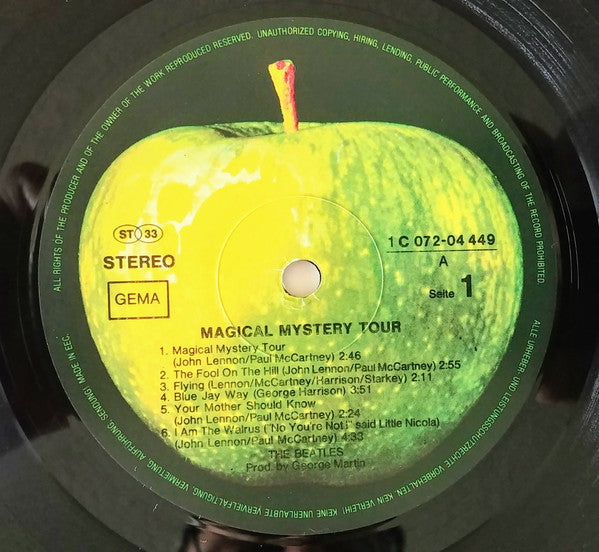 ALL RIGHTS OF THE PRODUCER AND OF THE OWNER OF THE WORK REPRODUCED RESERVED. UNAUTHORIZED COPYING, HIRING, LENDING, PUBLIC PERFORMANCE AND BROADCASTING OF THE RECORD PROHIBITED.
ST 33
STEREO
GEMA
1 C 072-04 449
A
Seite 1
MAGICAL MYSTERY TOUR
1. Magical Mystery Tour
(John Lennon/Paul McCartney) 2:46
2. The Fool On The Hill (John Lennon/Paul McCartney) 2:55
3. Flying (Lennon/McCartney/Harrison/Starkey) 2:11
4. Blue Jay Way (George Harrison) 3:51
5. Your Mother Should Know
(John Lennon/Paul McCartney) 2:24
6. I Am The Walrus ("No You're Not!" said Little Nicola)
(John Lennon/Paul McCartney) 4:33
THE BEATLES
Prod. by George Martin
ALLE URHEBER- UND LEISTUNGSSCHUTZRECHTE VORBEHALTEN. KEIN VERLEIH! KEINE UNERLAUBTE VERVIELFÄLTIGUNG, VERMIETUNG, AUFFÜHRUNG, SENDUNG! MADE IN EEC.